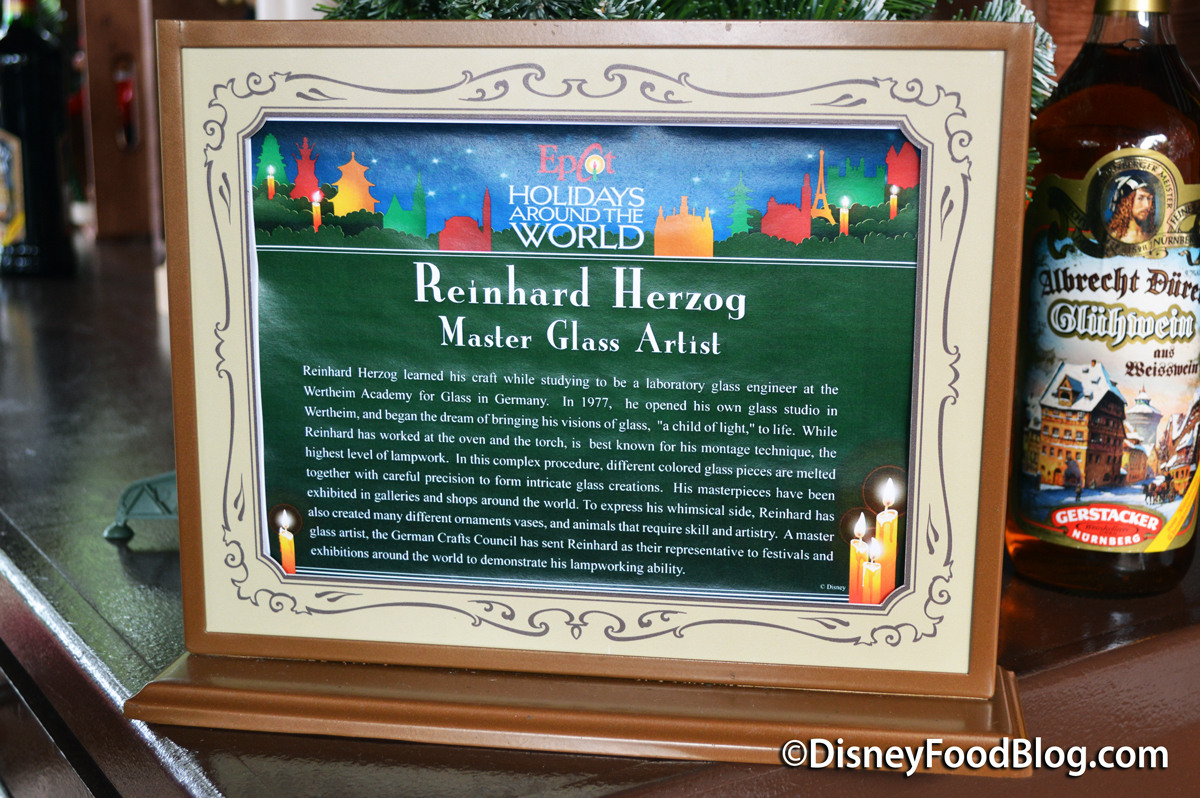 Epcot
HOLIDAYS
AROUND THE
WORLD
Reinhard Herzog
Master Glass Artist
Reinhard Herzog learned his craft while studying to be a laboratory glass engineer at the
Wertheim Academy for Glass in Germany. In 1977, he opened his own glass studio in
Wertheim, and began the dream of bringing his visions of glass, "a child of light," to life. While
Reinhard has worked at the oven and the torch, is best known for his montage technique, the
highest level of lampwork. In this complex procedure, different colored glass pieces are melted
together with careful precision to form intricate glass creations. His masterpieces have been
exhibited in galleries and shops around the world. To express his whimsical side, Reinhard has
also created many different ornaments vases, and animals that require skill and artistry. A master
glass artist, the German Crafts Council has sent Reinhard as their representative to festivals and
exhibitions around the world to demonstrate his lampworking ability.
© Disney
MEISTER
NÜRNB
Albrecht Düre
Glühwein
aus
Weisswein
GERSTACKER
NÜRNBERG
©DisneyFoodBlog.com